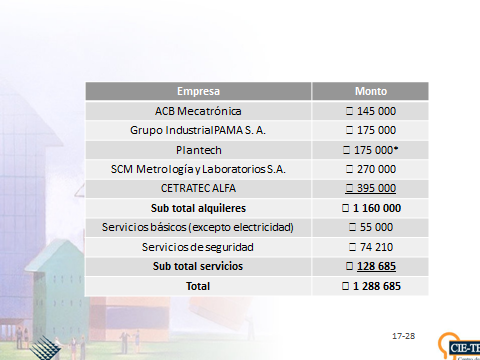 Empresa Monto
ACB Mecatrónica 145 000
Grupo Industrial PAMA S. A. 175 000
Plantech 175 000*
SCM Metrología y Laboratorios S.A. 270 000
CETRATEC ALFA 395 000
Sub total alquileres 1 160 000
Servicios básicos (excepto electricidad) 55 000
Servicios de seguridad 74 210
Sub total servicios 128 685
Total 1 288 685
17-28
CIE-TE